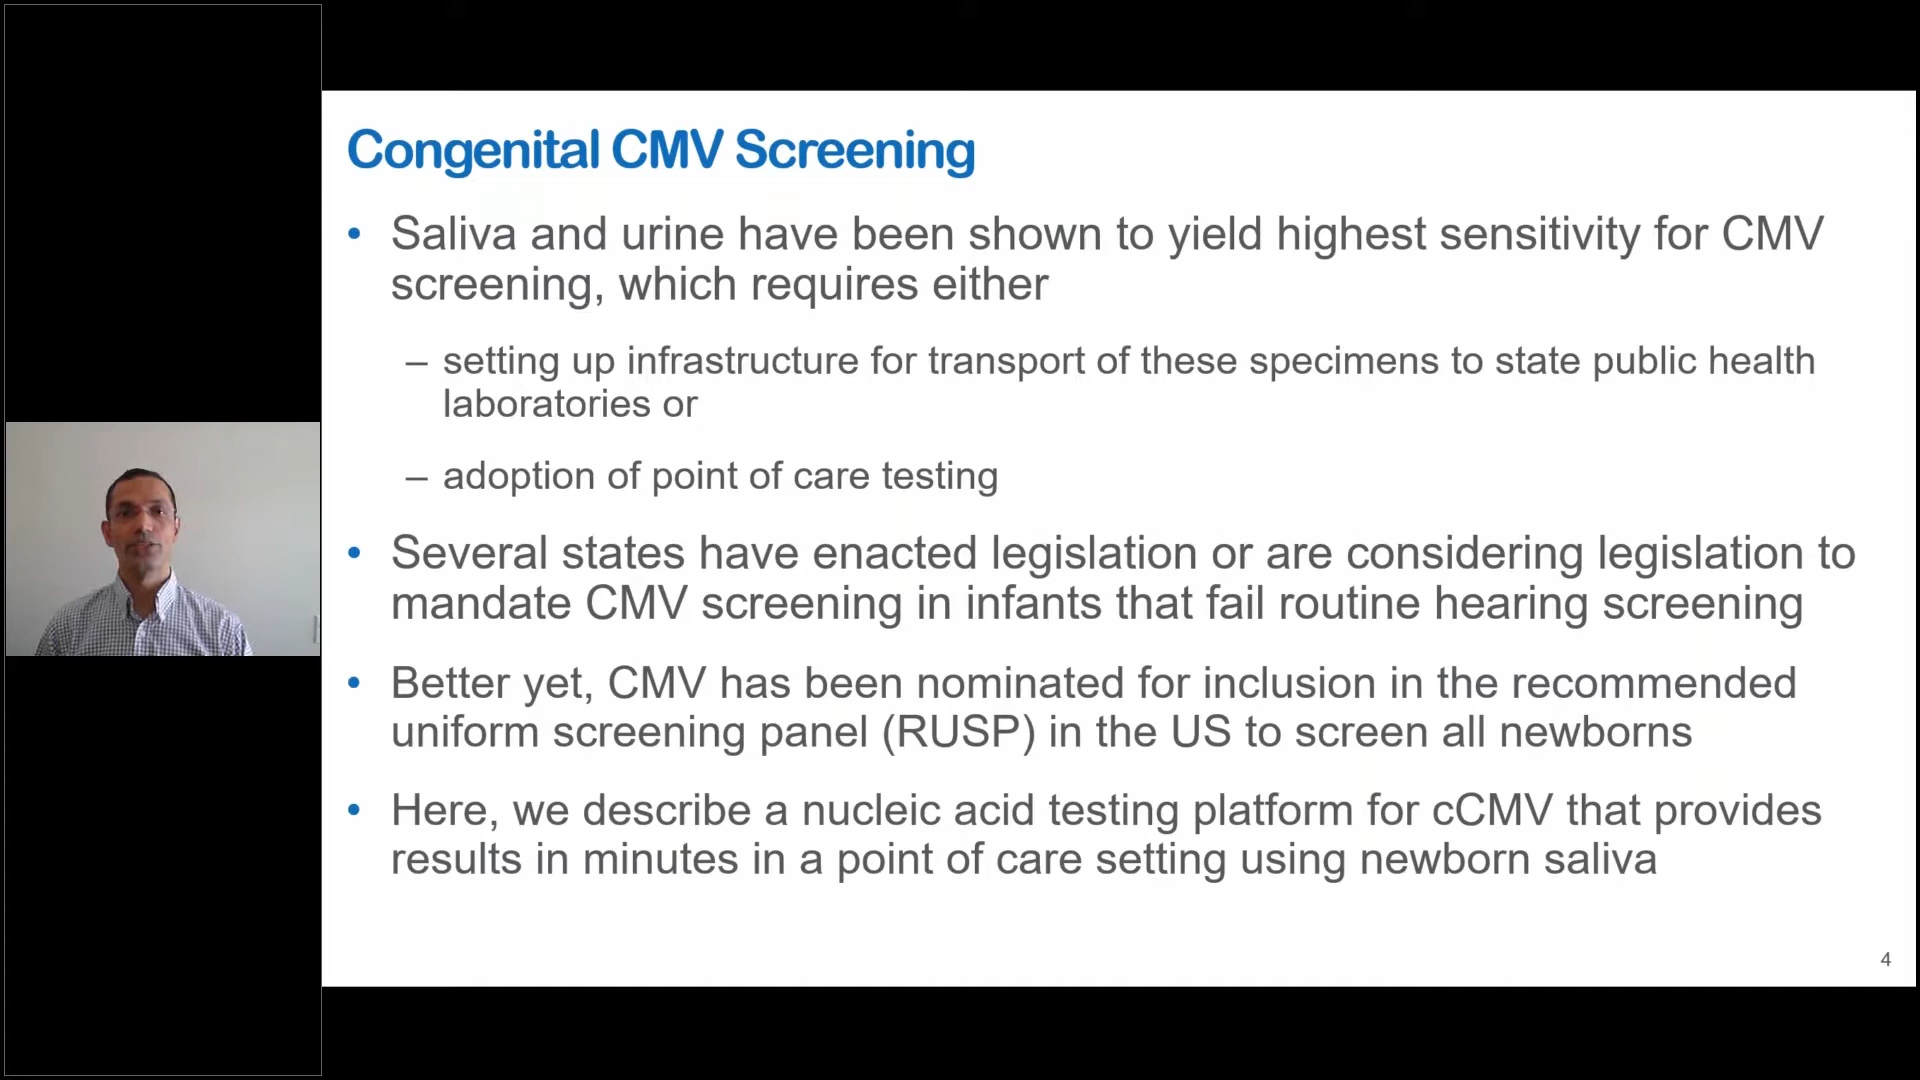 Congenital CMV Screening
• Saliva and urine have been shown to yield highest sensitivity for CMV
screening, which requires either
– setting up infrastructure for transport of these specimens to state public health
laboratories or
– adoption of point of care testing
• Several states have enacted legislation or are considering legislation to
mandate CMV screening in infants that fail routine hearing screening
• Better yet, CMV has been nominated for inclusion in the recommended
uniform screening panel (RUSP) in the US to screen all newborns
• Here, we describe a nucleic acid testing platform for cCMV that provides
results in minutes in a point of care setting using newborn saliva
4